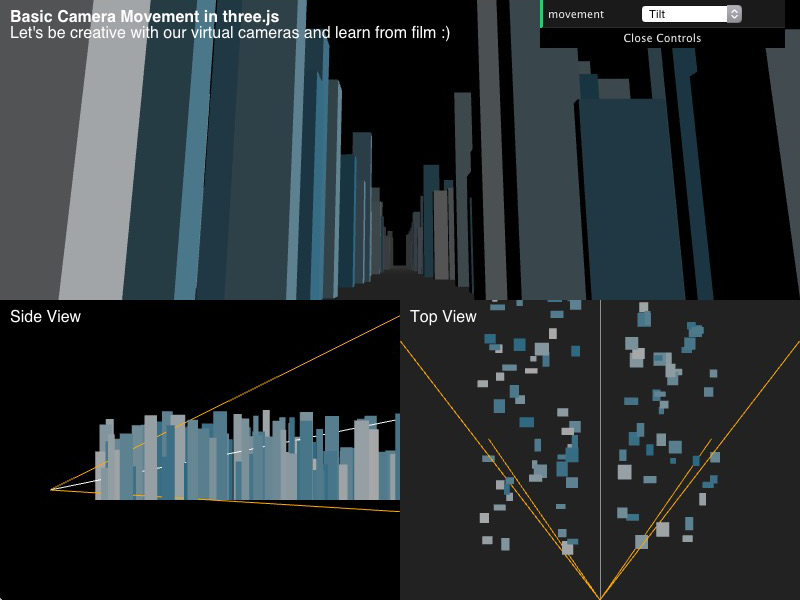 Basic Camera Movement in three.js
Let's be creative with our virtual cameras and learn from film :)
movement
Tilt
Close Controls
Side View
Top View